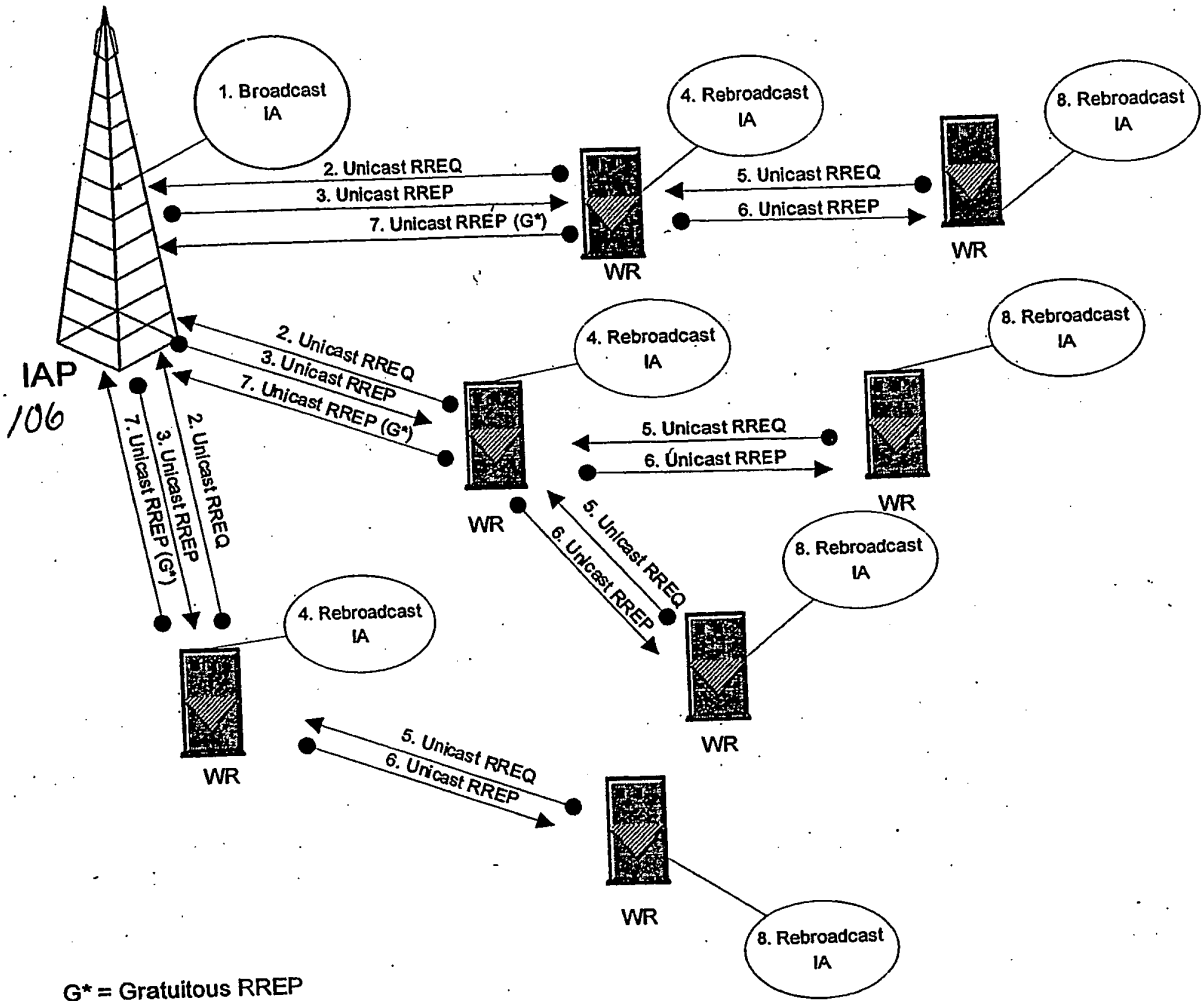 1. Broadcast
IA
4. Rebroadcast
IA
8. Rebroadcast
IA
2. Unicast RREQ
3. Unicast RREP
7. Unicast RREP (G*)
5. Unicast RREQ
6. Unicast RREP
WR
WR
IAP
106
2. Unicast RREQ
3. Unicast RREP
7. Unicast RREP (G*)
4. Rebroadcast
IA
8. Rebroadcast
IA
5. Unicast RREQ
6. Unicast RREP
WR
WR
7. Unicast RREP (G*)
3. Unicast RREP
2. Unicast RREQ
5. Unicast RREQ
6. Unicast RREP
8. Rebroadcast
IA
WR
4. Rebroadcast
IA
WR
5. Unicast RREQ
6. Unicast RREP
WR
8. Rebroadcast
IA
G* = Gratuitous RREP